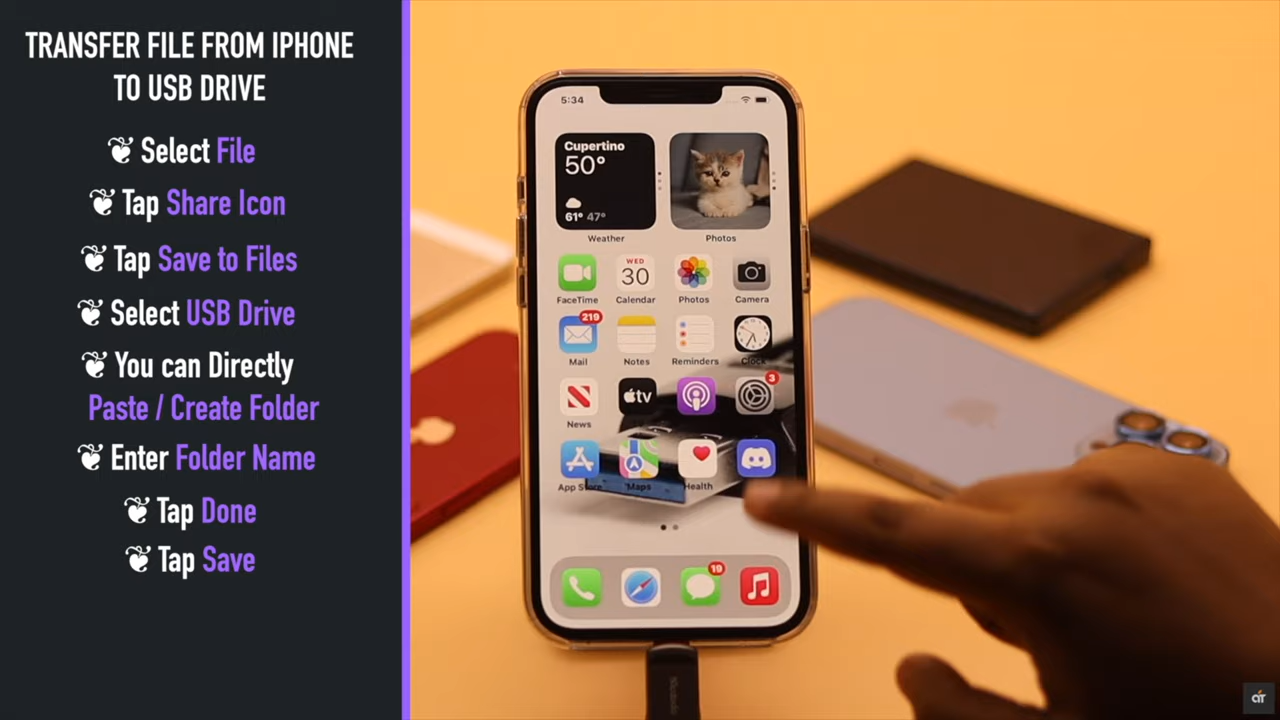 TRANSFER FILE FROM IPHONE
TO USB DRIVE
Select File
Tap Share Icon
Tap Save to Files
Select USB Drive
You can Directly
Paste / Create Folder
Enter Folder Name
Tap Done
Tap Save
5:34
Cupertino
50°
61° 47°
Weather
Photos
WED
30
FaceTime
Calendar
Photos
Camera
219
Mail
Notes
Reminders
Clock
3
tv
News
App Store
Maps
Health
19